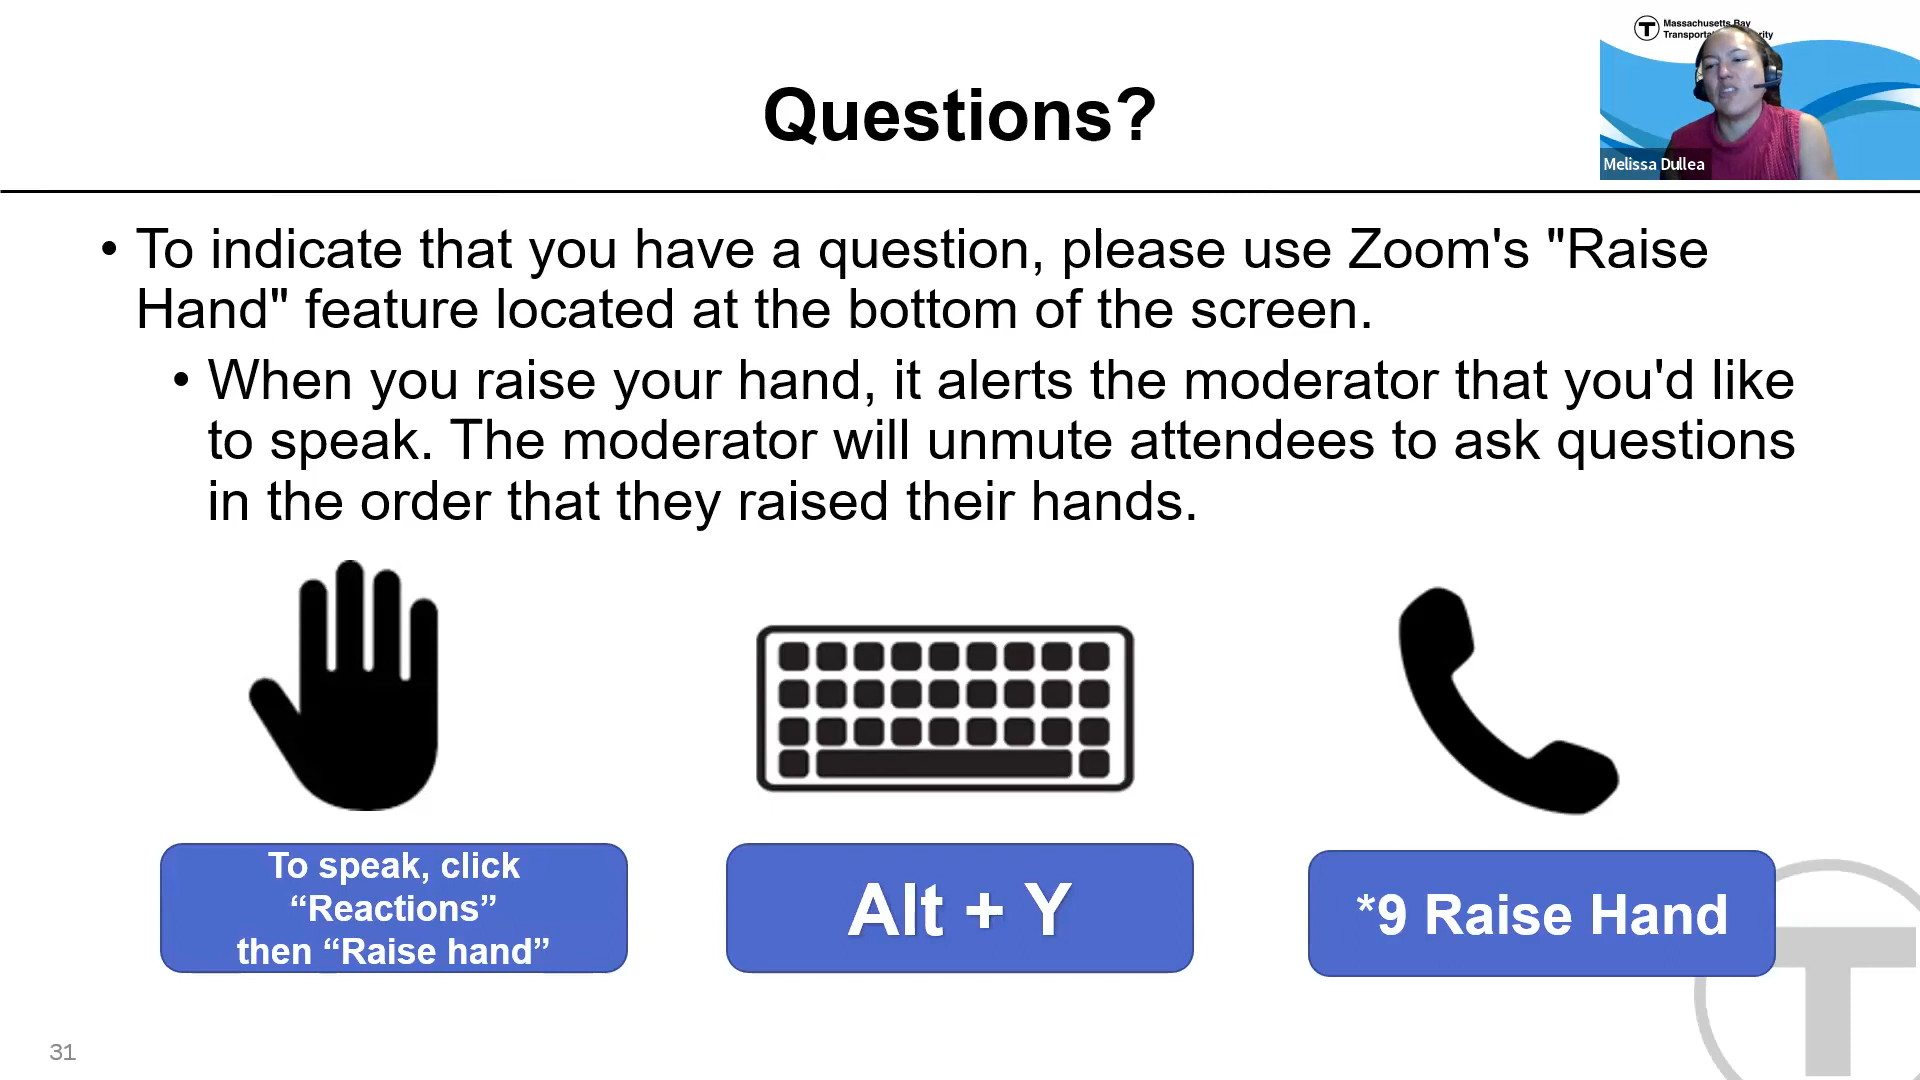 Massachusetts Bay
Questions?
Melissa Dullea
• To indicate that you have a question, please use Zoom's "Raise
Hand" feature located at the bottom of the screen.
• When you raise your hand, it alerts the moderator that you'd like
to speak. The moderator will unmute attendees to ask questions
in the order that they raised their hands.
To speak, click
“Reactions”
then “Raise hand”
Alt + Y
*9 Raise Hand
T
31